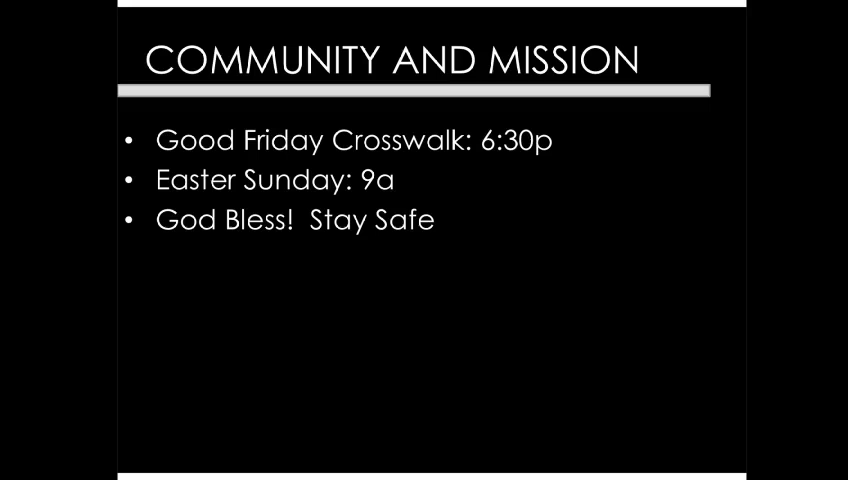 COMMUNITY AND MISSION
• Good Friday Crosswalk: 6:30p
• Easter Sunday: 9a
• God Bless!  Stay Safe